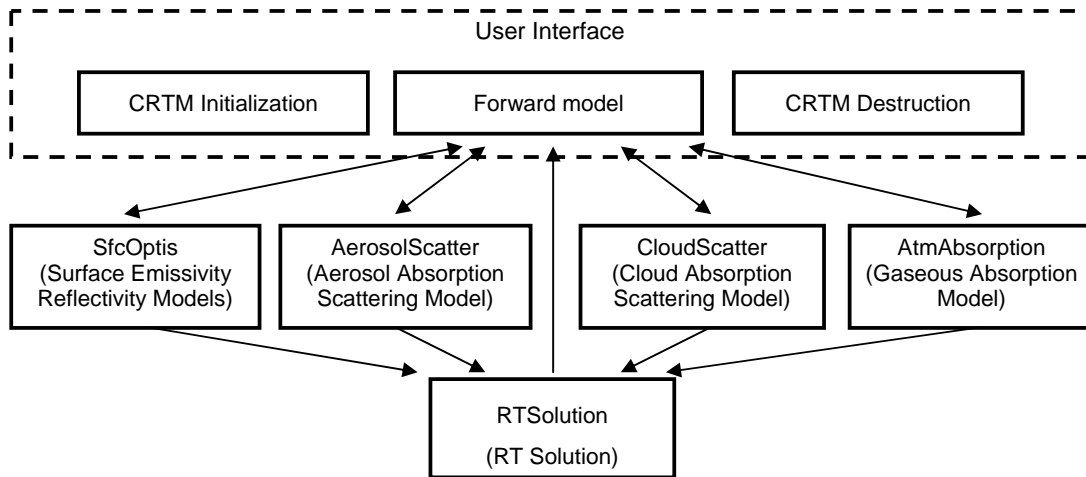 User Interface
CRTM Initialization
Forward model
CRTM Destruction
SfcOptis
(Surface Emissivity
Reflectivity Models)
AerosolScatter
(Aerosol Absorption
Scattering Model)
CloudScatter
(Cloud Absorption
Scattering Model)
AtmAbsorption
(Gaseous Absorption
Model)
RTSolution
(RT Solution)